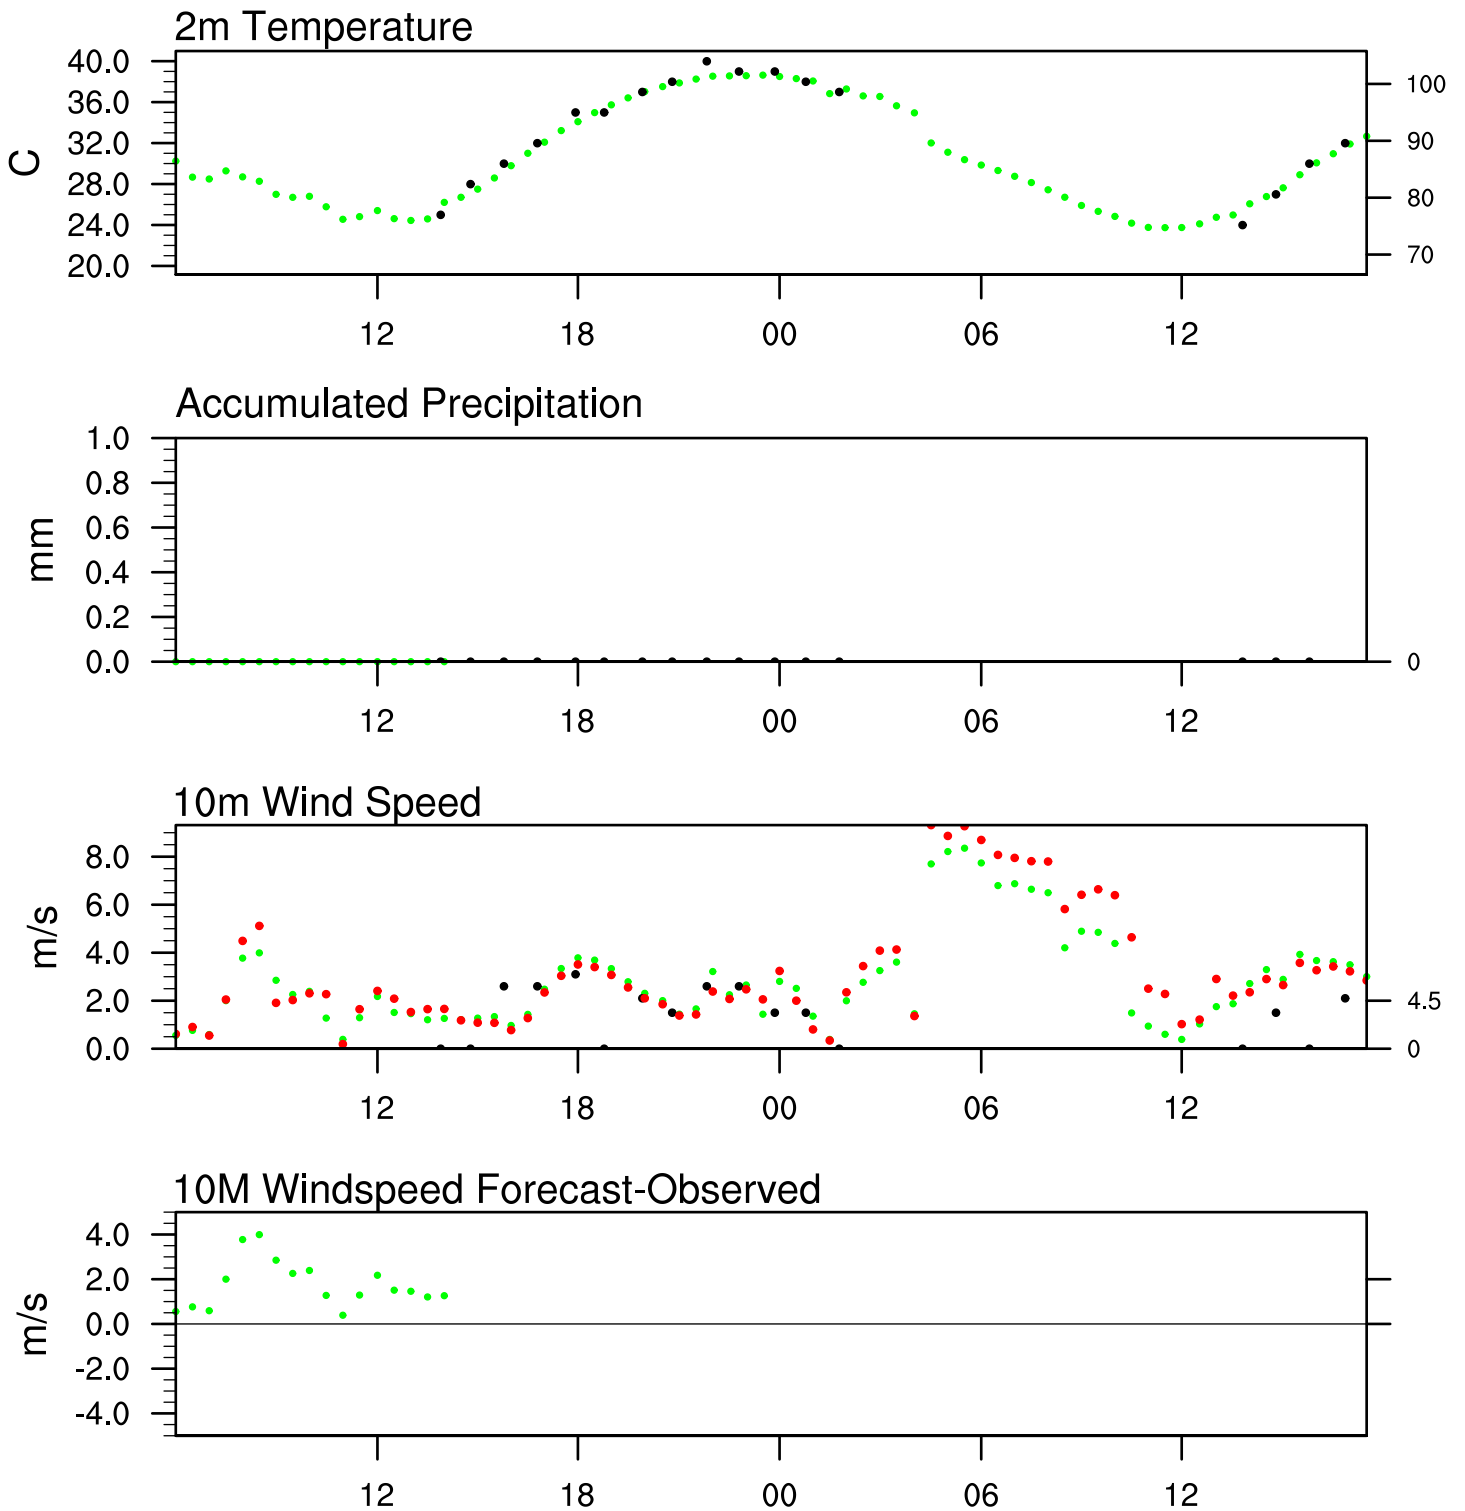 2m Temperature
40.0
36.0
32.0
28.0
24.0
20.0
C
100
90
80
70
12 18 00 06 12
Accumulated Precipitation
1.0
0.8
0.6
0.4
0.2
0.0
mm
0
12 18 00 06 12
10m Wind Speed
8.0
6.0
4.0
2.0
0.0
m/s
4.5
0
12 18 00 06 12
10M Windspeed Forecast-Observed
4.0
2.0
0.0
-2.0
-4.0
m/s
12 18 00 06 12